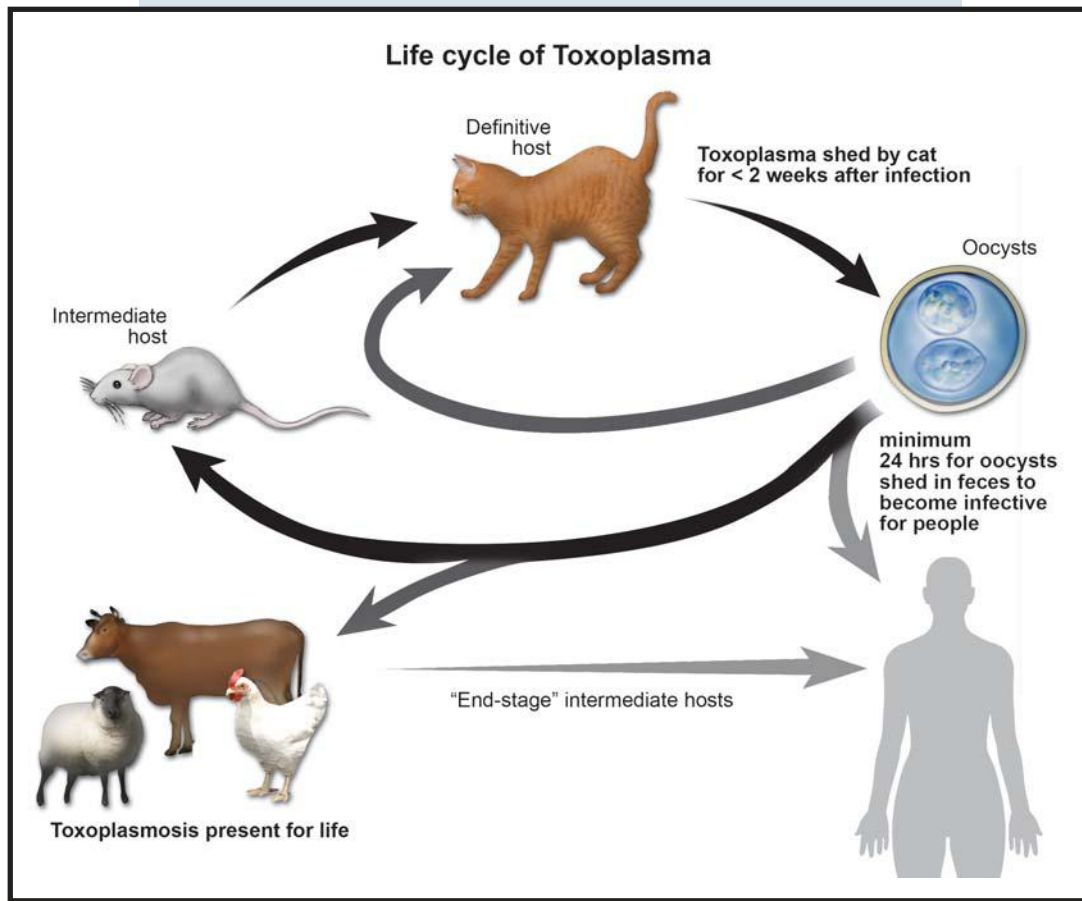 Life cycle of Toxoplasma
Definitive
host
Toxoplasma shed by cat
for < 2 weeks after infection
Oocysts
Intermediate
host
minimum
24 hrs for oocysts
shed in feces to
become infective
for people
“End-stage” intermediate hosts
Toxoplasmosis present for life